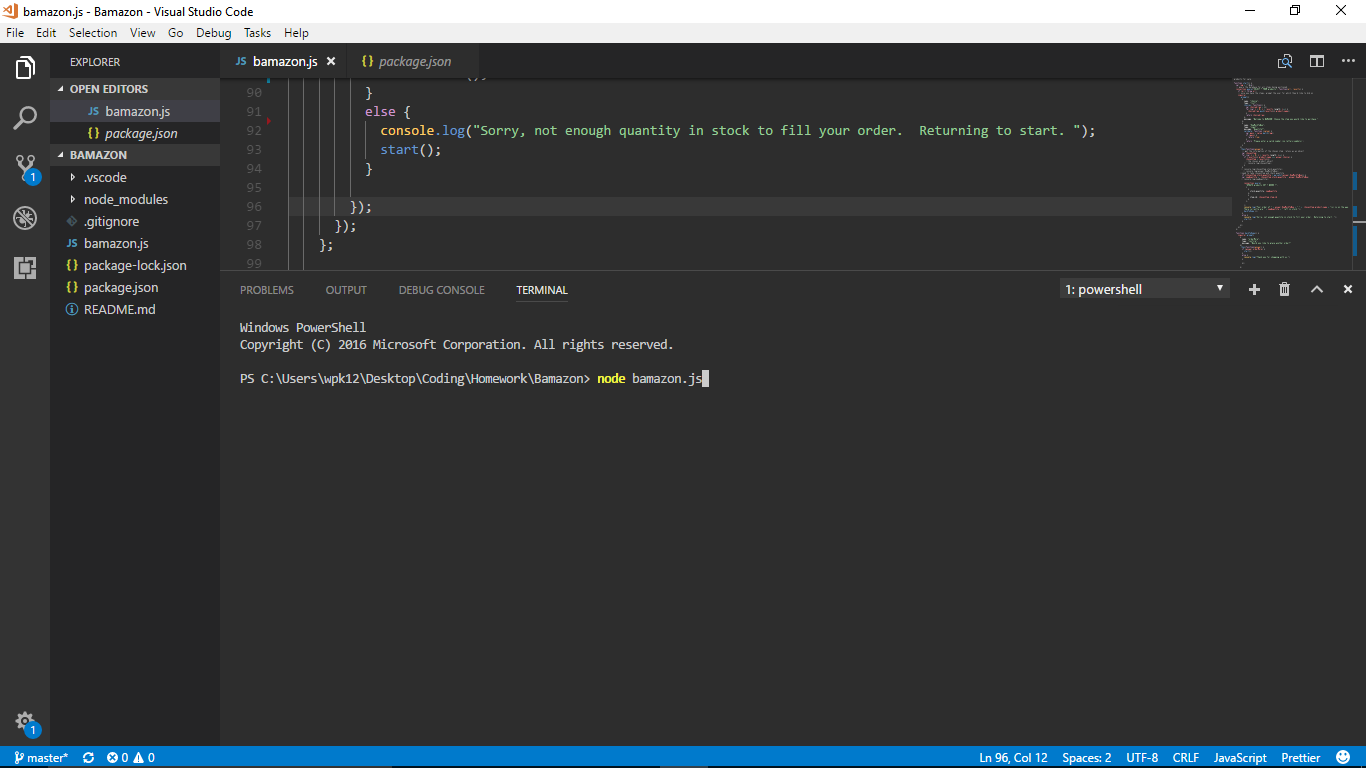 bamazon.js - Bamazon - Visual Studio Code
File Edit Selection View Go Debug Tasks Help
EXPLORER
OPEN EDITORS
JS bamazon.js
{} package.json
BAMAZON
.vscode
node_modules
.gitignore
JS bamazon.js
{} package-lock.json
{} package.json
README.md
1
1
JS bamazon.js
{} package.json
90 }
91 else {
92 console.log("Sorry, not enough quantity in stock to fill your order.  Returning to start. ");
93 start();
94 }
95
96 });
97 });
98 };
99
PROBLEMS OUTPUT DEBUG CONSOLE TERMINAL
1: powershell
Windows PowerShell
Copyright (C) 2016 Microsoft Corporation. All rights reserved.
PS C:\Users\wpk12\Desktop\Coding\Homework\Bamazon> node bamazon.js
master* 0 0 Ln 96, Col 12 Spaces: 2 UTF-8 CRLF JavaScript Prettier